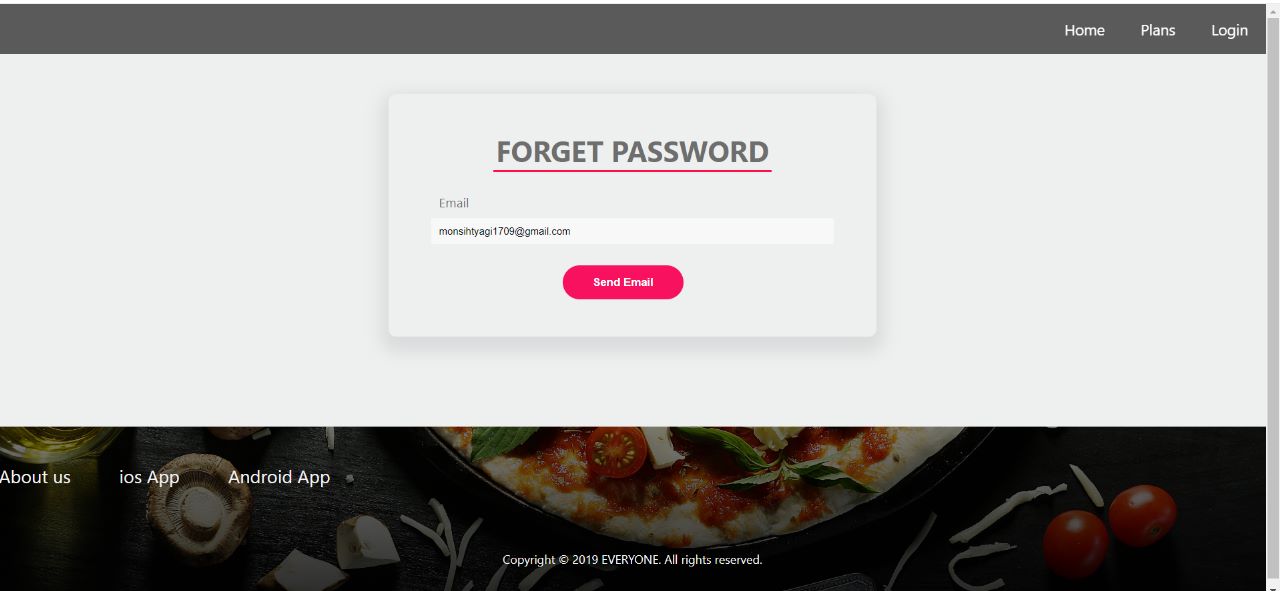 Home Plans Login
FORGET PASSWORD
Email
monsihtyagi1709@gmail.com
Send Email
About us ios App Android App
Copyright © 2019 EVERYONE. All rights reserved.